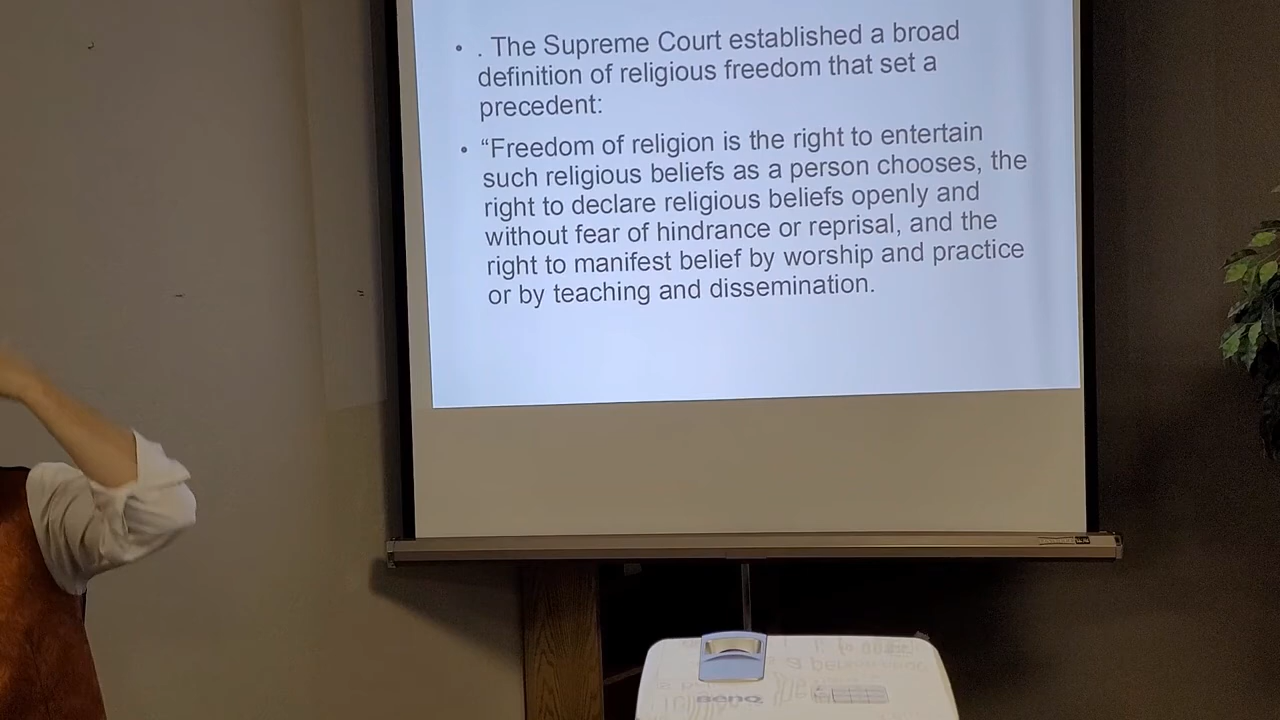 • . The Supreme Court established a broad
definition of religious freedom that set a
precedent:
• “Freedom of religion is the right to entertain
such religious beliefs as a person chooses, the
right to declare religious beliefs openly and
without fear of hindrance or reprisal, and the
right to manifest belief by worship and practice
or by teaching and dissemination.
BenQ